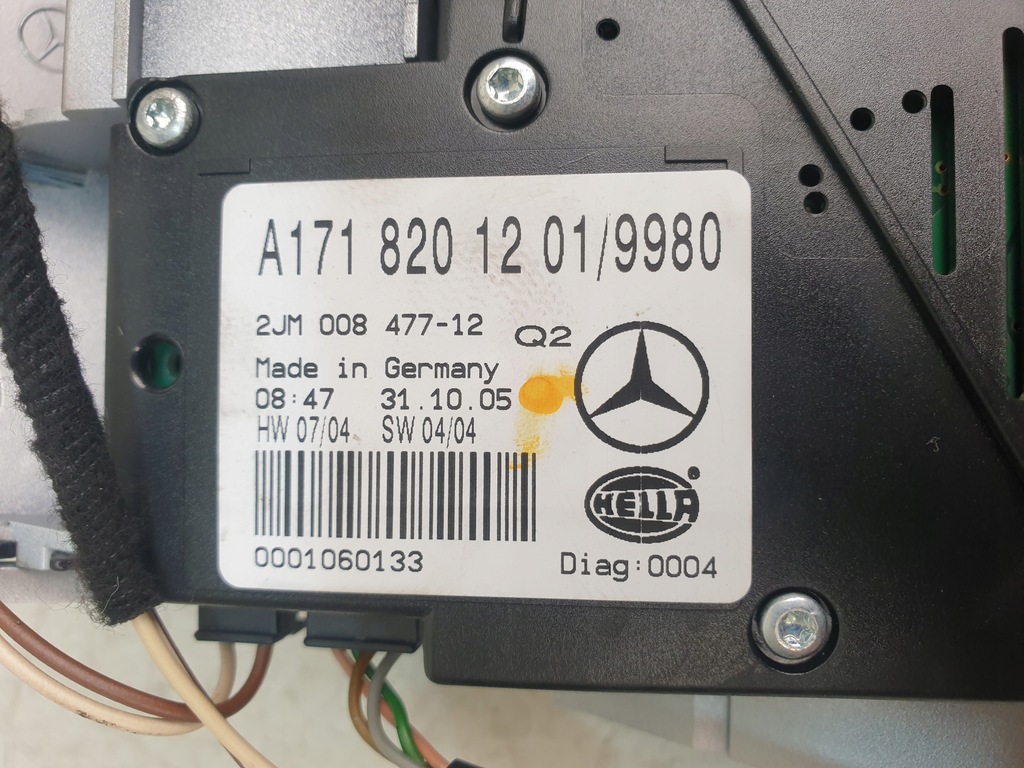 A171 820 12 01/9980
2JM 008 477-12
Q2
Made in Germany
08:47 31.10.05
HW 07/04 SW 04/04
HELLA
®
0001060133
Diag:0004